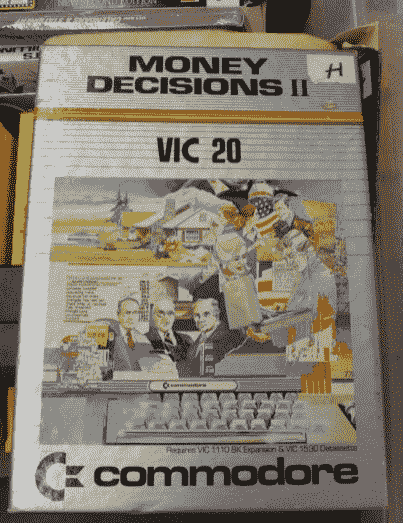 MONEY
DECISIONS II
H
VIC 20
commodore
Requires VIC 1110 8K Expansion & VIC 1530 Datassette
commodore